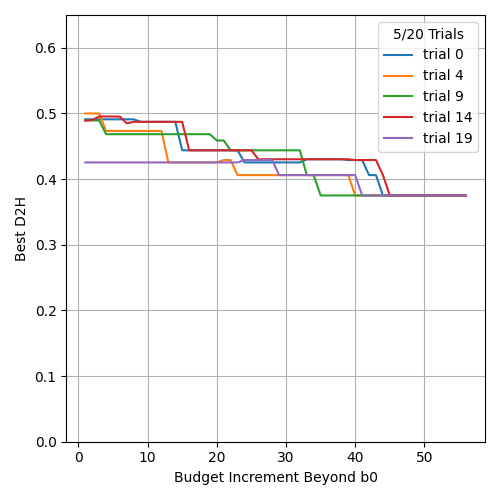 5/20 Trials
trial 0
trial 4
trial 9
trial 14
trial 19
Best D2H
0.6
0.5
0.4
0.3
0.2
0.1
0.0
0 10 20 30 40 50
Budget Increment Beyond b0